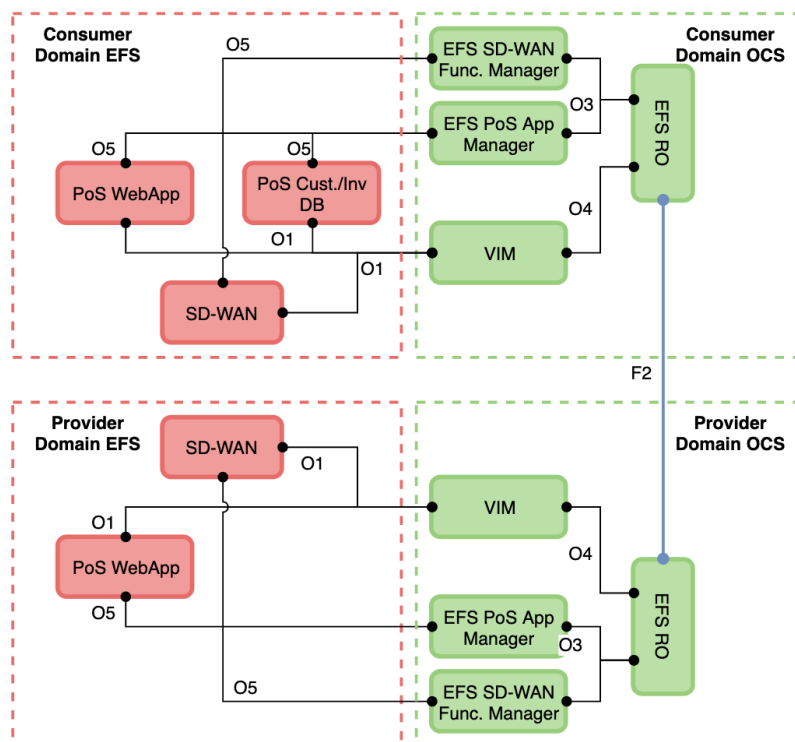 Consumer
Domain EFS
O5
EFS SD-WAN
Func. Manager
Consumer
Domain OCS
O3
EFS RO
EFS PoS App
Manager
O5
O5
PoS WebApp
PoS Cust./Inv
DB
O4
O1
VIM
O1
SD-WAN
F2
Provider
Domain EFS
SD-WAN
O1
Provider
Domain OCS
VIM
O1
O4
PoS WebApp
EFS RO
O5
EFS PoS App
Manager
O3
O5
EFS SD-WAN
Func. Manager